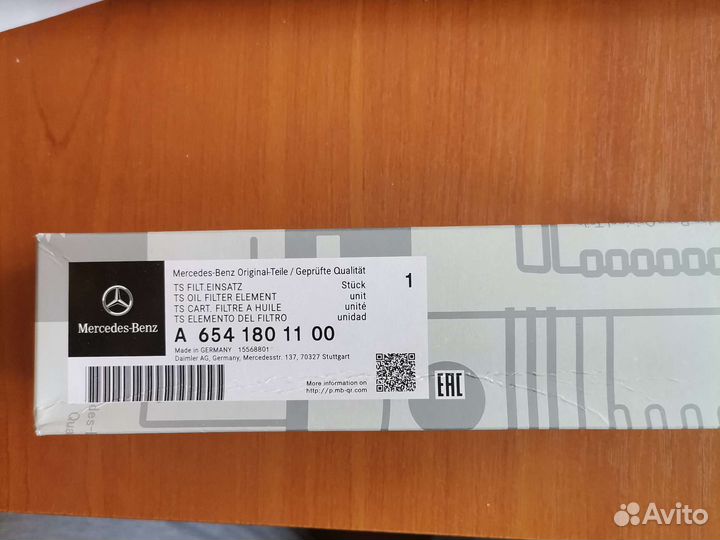 Mercedes-Benz Original-Teile / Geprüfte Qualität
TS FILT.EINSATZ Stück 1
TS OIL FILTER ELEMENT unit
TS CART. FILTRE A HUILE unité
TS ELEMENTO DEL FILTRO unidad
A 654 180 11 00
Made in GERMANY 15568801
Daimler AG, Germany, Mercedesstr. 137, 70327 Stuttgart
Mercedes-Benz
More information on
http://p.mb-qr.com
EAC
Avito